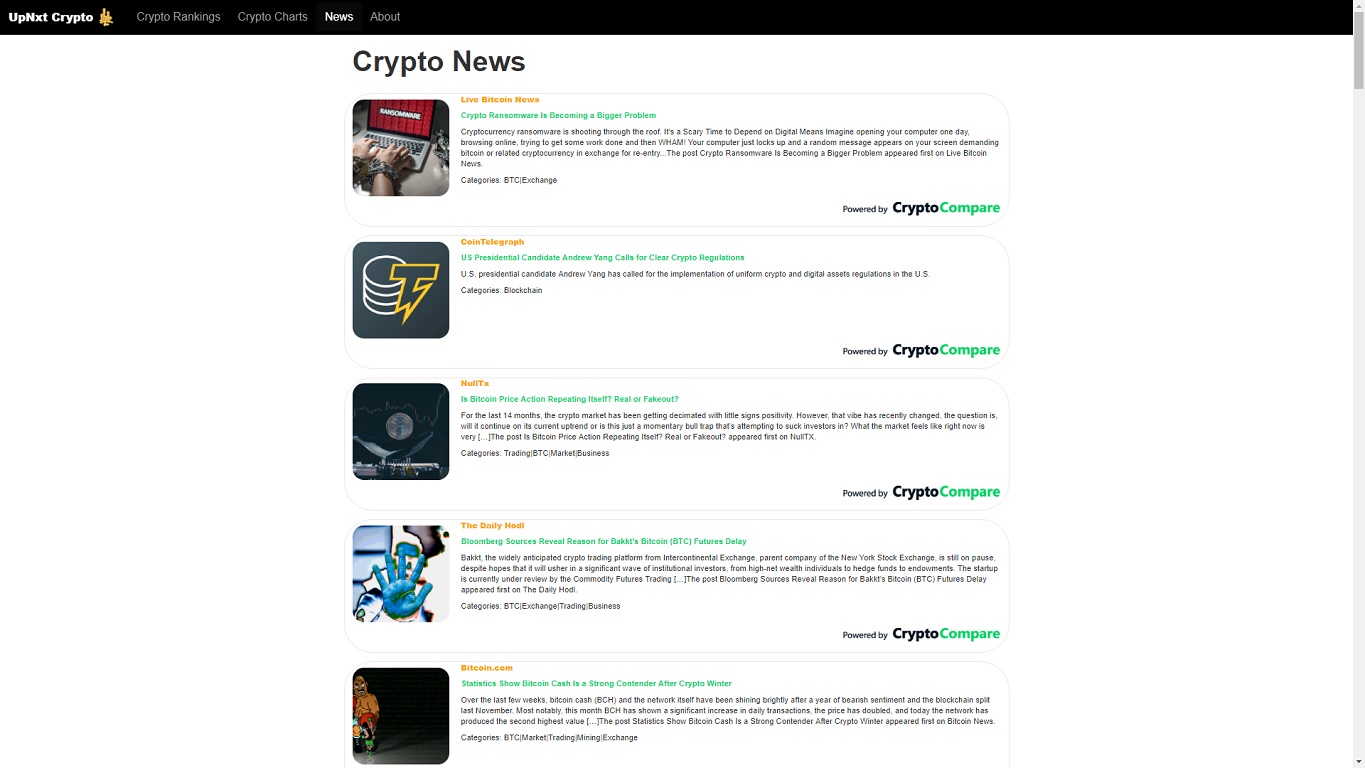 UpNxt Crypto
Crypto Rankings
Crypto Charts
News
About
Crypto News
RANSOMWARE
Live Bitcoin News
Crypto Ransomware Is Becoming a Bigger Problem
Cryptocurrency ransomware is shooting through the roof. It's a Scary Time to Depend on Digital Means Imagine opening your computer one day,
browsing online, trying to get some work done and then WHAM! Your computer just locks up and a random message appears on your screen demanding
bitcoin or related cryptocurrency in exchange for re-entry...The post Crypto Ransomware Is Becoming a Bigger Problem appeared first on Live Bitcoin
News.
Categories: BTC|Exchange
Powered by CryptoCompare
CoinTelegraph
US Presidential Candidate Andrew Yang Calls for Clear Crypto Regulations
U.S. presidential candidate Andrew Yang has called for the implementation of uniform crypto and digital assets regulations in the U.S.
Categories: Blockchain
Powered by CryptoCompare
NullTx
Is Bitcoin Price Action Repeating Itself? Real or Fakeout?
For the last 14 months, the crypto market has been getting decimated with little signs positivity. However, that vibe has recently changed, the question is,
will it continue on its current uptrend or is this just a momentary bull trap that's attempting to suck investors in? What the market feels like right now is
very […]The post Is Bitcoin Price Action Repeating Itself? Real or Fakeout? appeared first on NullTX.
Categories: Trading|BTC|Market|Business
Powered by CryptoCompare
The Daily Hodl
Bloomberg Sources Reveal Reason for Bakkt's Bitcoin (BTC) Futures Delay
Bakkt, the widely anticipated crypto trading platform from Intercontinental Exchange, parent company of the New York Stock Exchange, is still on pause,
despite hopes that it will usher in a significant wave of institutional investors, from high-net wealth individuals to hedge funds to endowments. The startup
is currently under review by the Commodity Futures Trading […]The post Bloomberg Sources Reveal Reason for Bakkt's Bitcoin (BTC) Futures Delay
appeared first on The Daily Hodl.
Categories: BTC|Exchange|Trading|Business
Powered by CryptoCompare
Bitcoin.com
Statistics Show Bitcoin Cash Is a Strong Contender After Crypto Winter
Over the last few weeks, bitcoin cash (BCH) and the network itself have been shining brightly after a year of bearish sentiment and the blockchain split
last November. Most notably, this month BCH has shown a significant increase in daily transactions, the price has doubled, and today the network has
produced the second highest value […]The post Statistics Show Bitcoin Cash Is a Strong Contender After Crypto Winter appeared first on Bitcoin News.
Categories: BTC|Market|Trading|Mining|Exchange